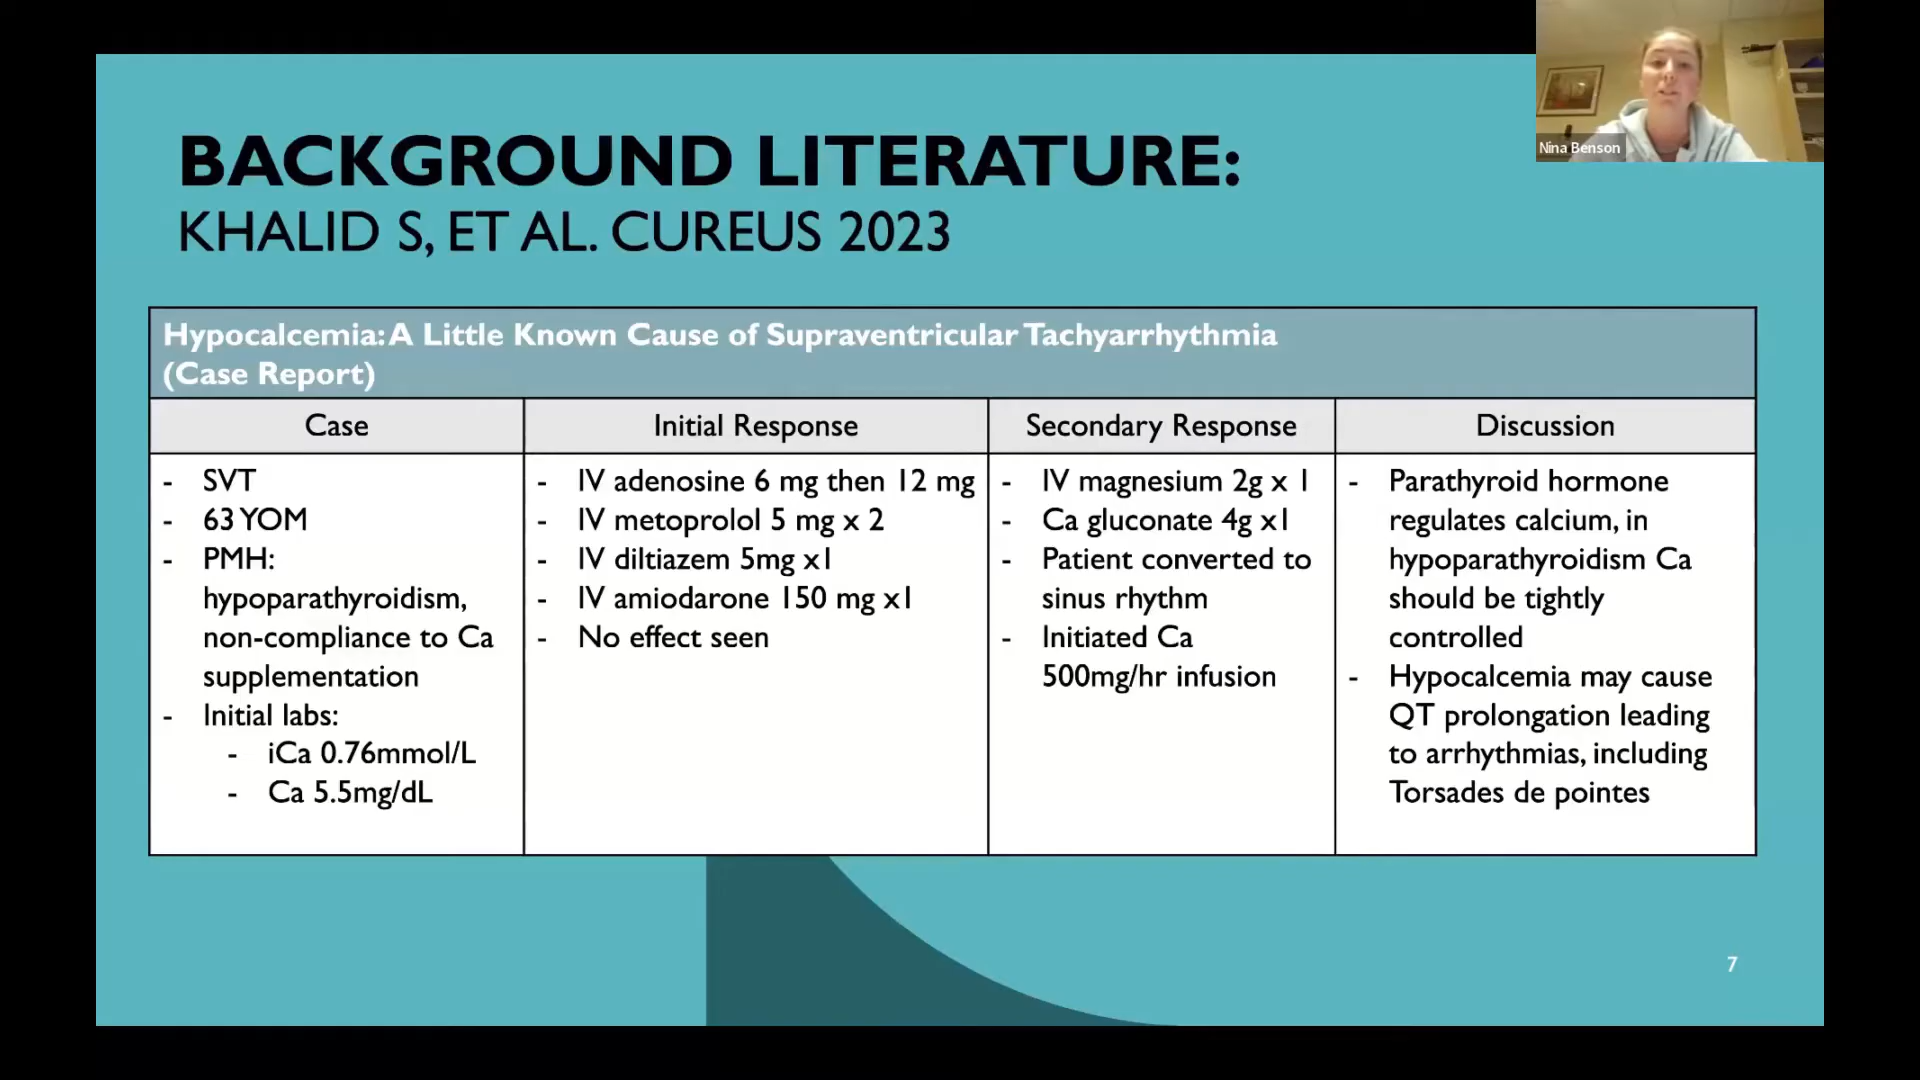 Nina Benson
BACKGROUND LITERATURE:
KHALID S, ET AL. CUREUS 2023
Hypocalcemia: A Little Known Cause of Supraventricular Tachyarrhythmia
(Case Report)
Case
Initial Response
Secondary Response
Discussion
- SVT
- 63 YOM
- PMH:
hypoparathyroidism,
non-compliance to Ca
supplementation
- Initial labs:
- iCa 0.76mmol/L
- Ca 5.5mg/dL
- IV adenosine 6 mg then 12 mg
- IV metoprolol 5 mg x 2
- IV diltiazem 5mg x1
- IV amiodarone 150 mg x1
- No effect seen
- IV magnesium 2g x 1
- Ca gluconate 4g x1
- Patient converted to
sinus rhythm
- Initiated Ca
500mg/hr infusion
- Parathyroid hormone
regulates calcium, in
hypoparathyroidism Ca
should be tightly
controlled
- Hypocalcemia may cause
QT prolongation leading
to arrhythmias, including
Torsades de pointes
7